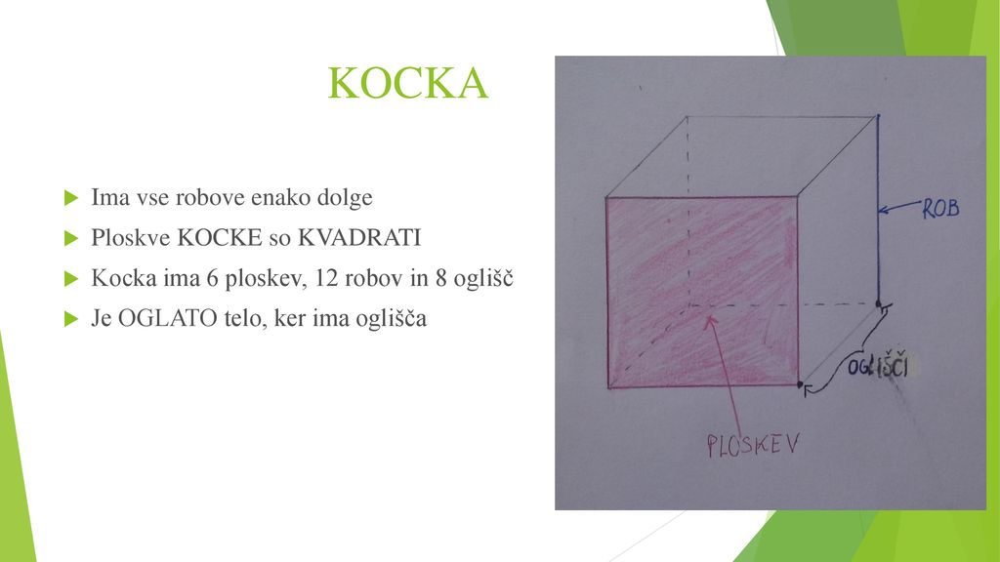 KOCKA
Ima vse robove enako dolge
Ploskve KOCKE so KVADRATI
Kocka ima 6 ploskev, 12 robov in 8 oglišč
Je OGLATO telo, ker ima oglišča
ROB
OGLIŠČI
PLOSKEV